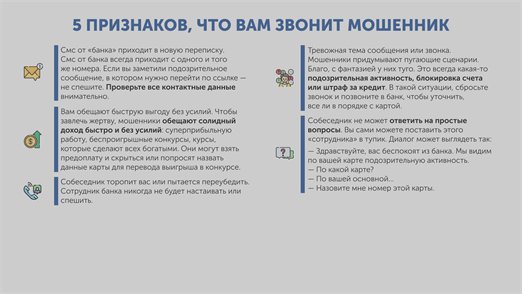 5 ПРИЗНАКОВ, ЧТО ВАМ ЗВОНИТ МОШЕННИК
Смс от «банка» приходит в новую переписку.
Смс от банка всегда приходит с одного и того
же номера. Если вы заметили подозрительное
сообщение, в котором нужно перейти по ссылке —
не спешите. Проверьте все контактные данные
внимательно.
Вам обещают быструю выгоду без усилий. Чтобы
завлечь жертву, мошенники обещают солидный
доход быстро и без усилий: суперприбыльную
работу, беспроигрышные конкурсы, курсы,
которые сделают всех богатыми. Они могут взять
предоплату и скрыться или попросят назвать
данные карты для перевода выигрыша в конкурсе.
Собеседник торопит вас или пытается переубедить.
Сотрудник банка никогда не будет настаивать или
спешить.
Тревожная тема сообщения или звонка.
Мошенники придумывают пугающие сценарии.
Благо, с фантазией у них туго. Это всегда какая-то
подозрительная активность, блокировка счета
или штраф за кредит. В такой ситуации, сбросьте
звонок и позвоните в банк, чтобы уточнить,
все ли в порядке с картой.
Собеседник не может ответить на простые
вопросы. Вы сами можете поставить этого
«сотрудника» в тупик. Диалог может выглядеть так:
— Здравствуйте, вас беспокоят из банка. Мы видим
по вашей карте подозрительную активность.
— По какой карте?
— По вашей основной...
— Назовите мне номер этой карты.